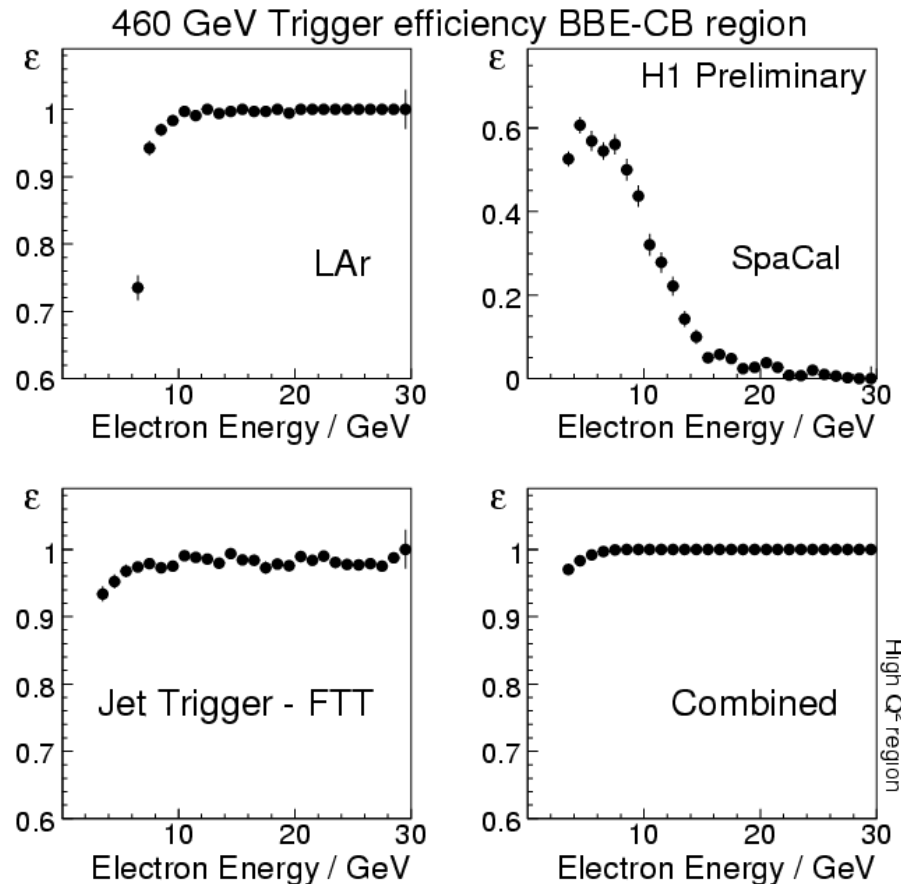 460 GeV Trigger efficiency BBE-CB region
ε
1
0.9
0.8
0.7
0.6
LAr
10
20
30
Electron Energy / GeV
ε
H1 Preliminary
0.6
0.4
0.2
0
SpaCal
10
20
30
Electron Energy / GeV
ε
1
0.9
0.8
0.7
0.6
Jet Trigger - FTT
10
20
30
Electron Energy / GeV
ε
1
0.9
0.8
0.7
0.6
Combined
10
20
30
Electron Energy / GeV
High Q² region